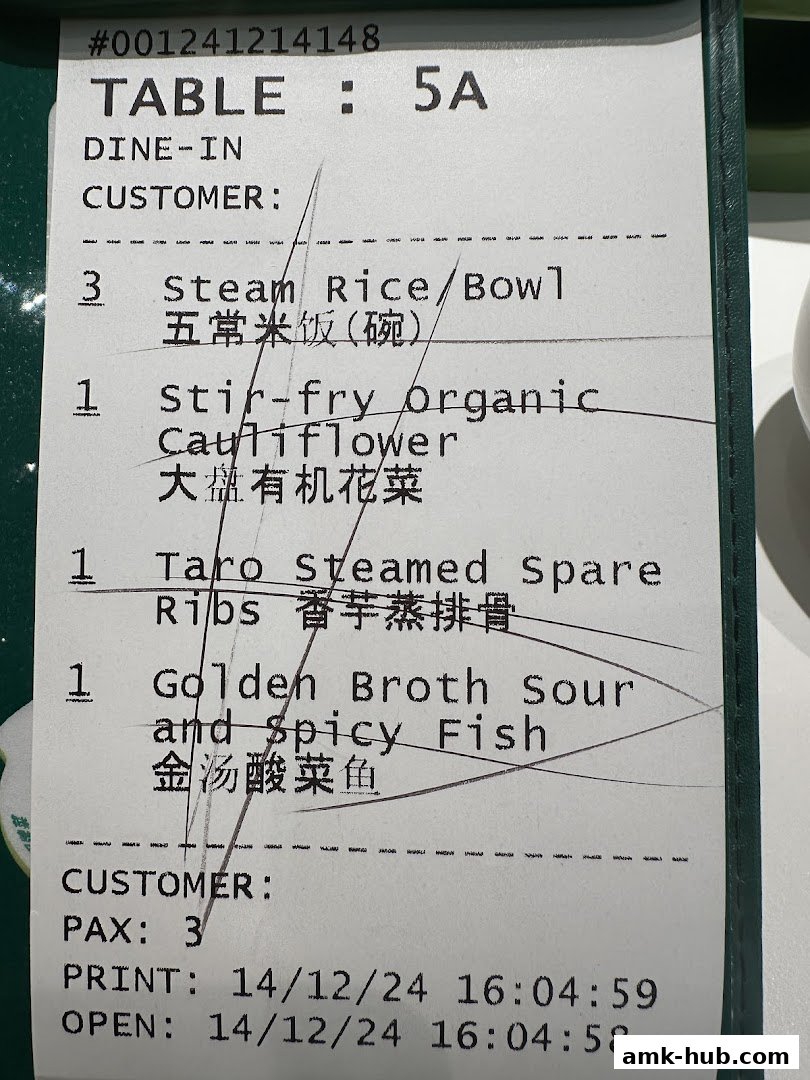 #001241214148
TABLE : 5A
DINE-IN
CUSTOMER:
3 Steam Rice/Bowl
五常米饭(碗)
1 Stir-fry Organic
Cauliflower
大盘有机花菜
1 Taro Steamed Spare
Ribs 香芋蒸排骨
1 Golden Broth Sour
and Spicy Fish
金汤酸菜鱼
CUSTOMER:
PAX: 3
PRINT: 14/12/24 16:04:59
OPEN: 14/12/24 16:04:58
amk-hub.com